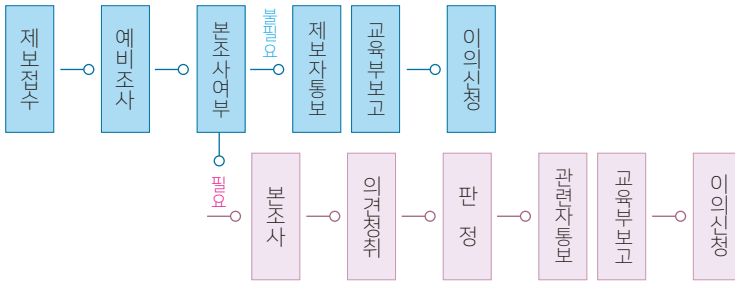 제보접수
예비조사
본조사여부
불필요
제보자통보
교육부보고
이의신청
필요
본조사
의견청취
판 정
관련자통보
교육부보고
이의신청